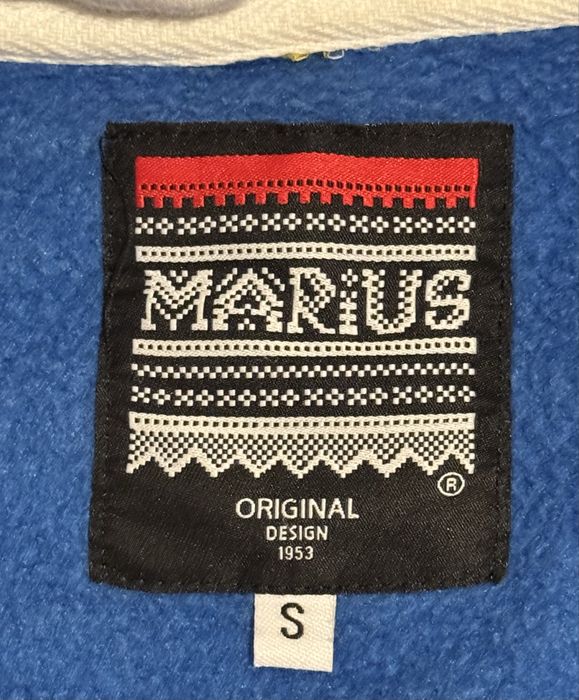 MARiUS
®
ORIGINAL
DESIGN
1953
S